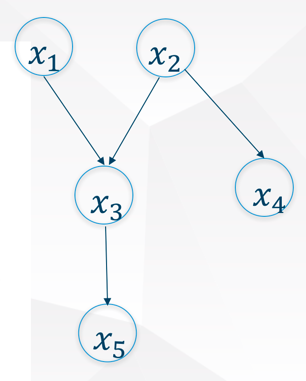 x₁ x₂
x₃ x₄
x₅